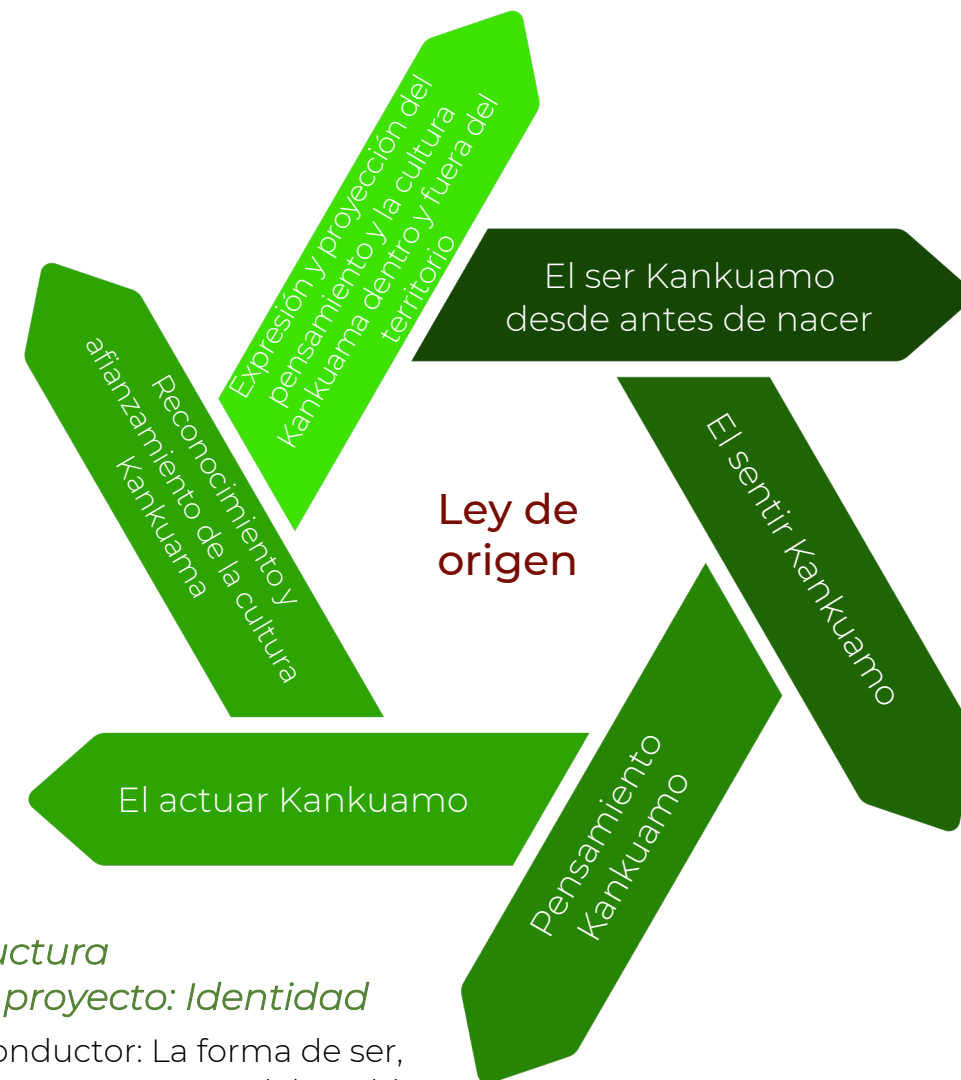 Expresión y proyección del
pensamiento y la cultura
Kankuama dentro y fuera del
territorio
El ser Kankuamo
desde antes de nacer
El sentir Kankuamo
Pensamiento
Kankuamo
El actuar Kankuamo
Reconocimiento y
afianzamiento de la cultura
Kankuama
Ley de
origen
proyecto: Identidad
La forma de ser,